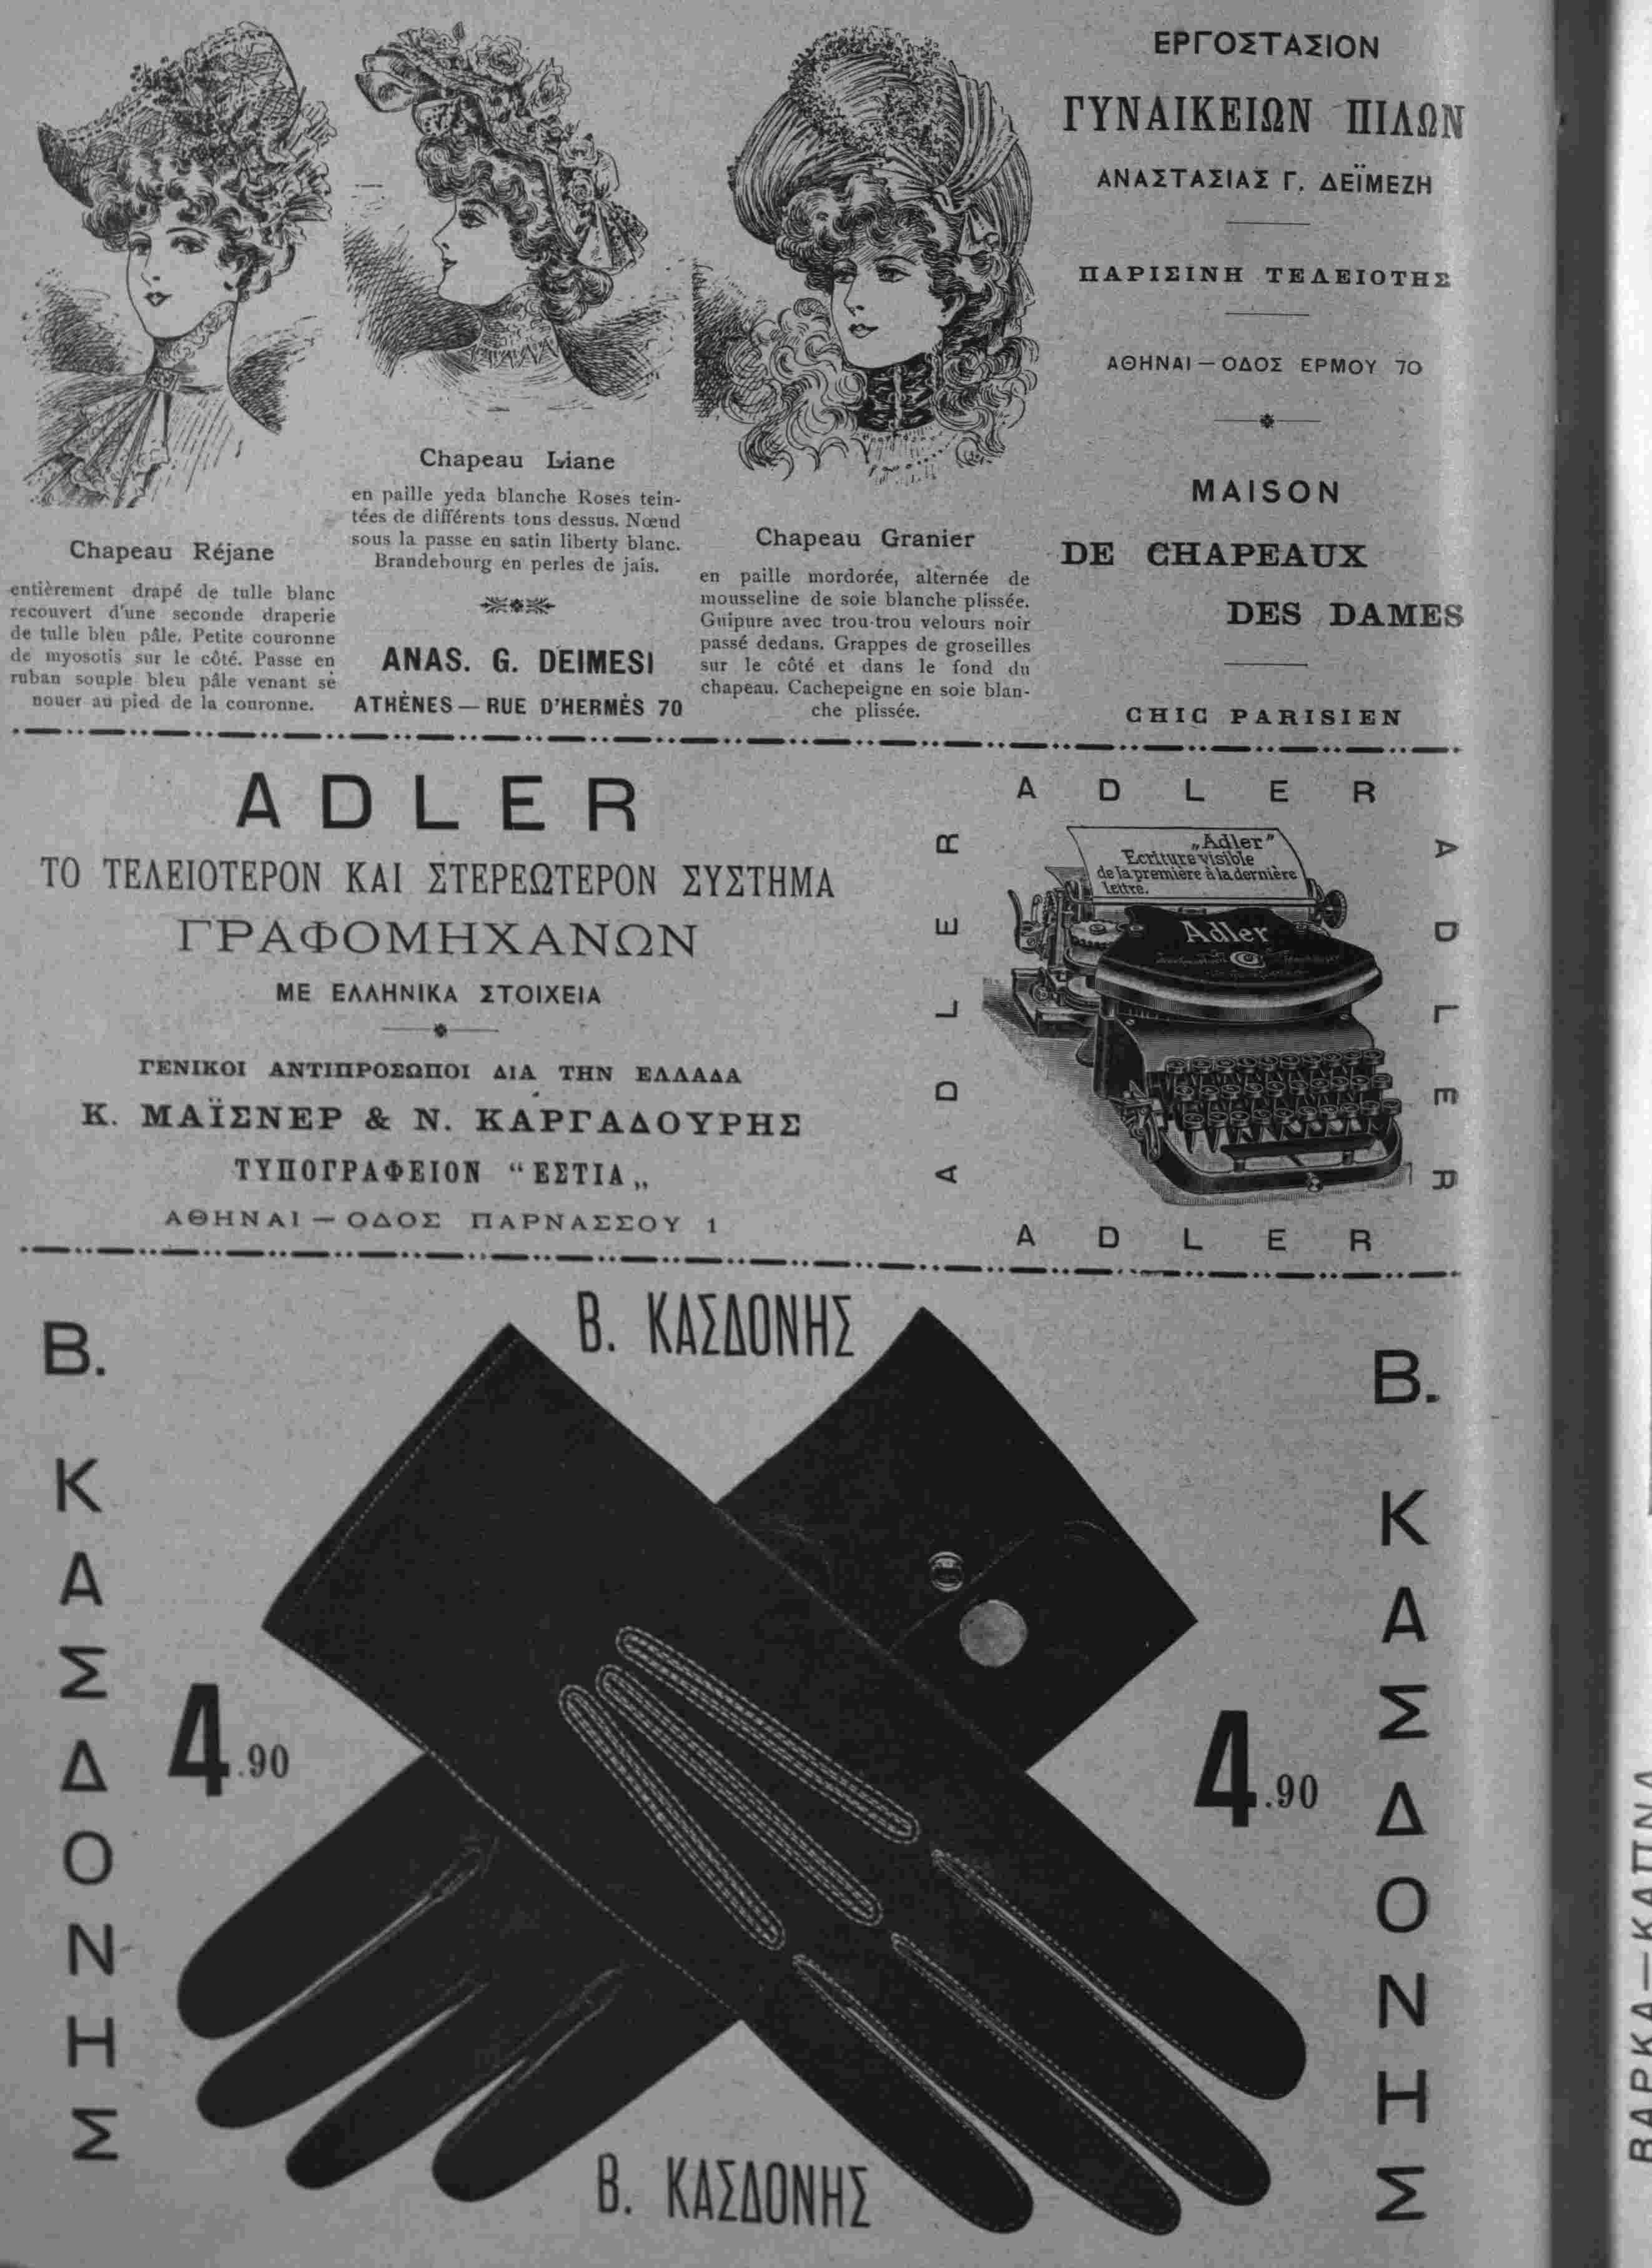 Chapeau Réjane
entièrement drapé de tulle blanc
recouvert d'une seconde draperie
de tulle bleu pâle. Petite couronne
de myosotis sur le côté. Passe en
ruban souple bleu pâle venant se
nouer au pied de la couronne.
Chapeau Liane
en paille yeda blanche Roses tein-
tées de différents tons dessus. Nœud
sous la passe en satin liberty blanc.
Brandebourg en perles de jais.
ANAS. G. DEIMESI
ATHÈNES — RUE D'HERMÈS 70
Chapeau Granier
en paille mordorée, alternée de
mousseline de soie blanche plissée.
Guipure avec trou-trou velours noir
passé dedans. Grappes de groseilles
sur le côté et dans le fond du
chapeau. Cachepeigne en soie blan-
che plissée.
ΕΡΓΟΣΤΑΣΙΟΝ
ΓΥΝΑΙΚΕΙΩΝ ΠΙΛΩΝ
ΑΝΑΣΤΑΣΙΑΣ Γ. ΔΕΪΜΕΖΗ
ΠΑΡΙΣΙΝΗ ΤΕΛΕΙΟΤΗΣ
ΑΘΗΝΑΙ — ΟΔΟΣ ΕΡΜΟΥ 70
MAISON
DE CHAPEAUX
DES DAMES
CHIC PARISIEN
ADLER
ΤΟ ΤΕΛΕΙΟΤΕΡΟΝ ΚΑΙ ΣΤΕΡΕΩΤΕΡΟΝ ΣΥΣΤΗΜΑ
ΓΡΑΦΟΜΗΧΑΝΩΝ
ΜΕ ΕΛΛΗΝΙΚΑ ΣΤΟΙΧΕΙΑ
ΓΕΝΙΚΟΙ ΑΝΤΙΠΡΟΣΩΠΟΙ ΔΙΑ ΤΗΝ ΕΛΛΑΔΑ
Κ. ΜΑΪΣΝΕΡ & Ν. ΚΑΡΓΑΔΟΥΡΗΣ
ΤΥΠΟΓΡΑΦΕΙΟΝ “ΕΣΤΙΑ„
ΑΘΗΝΑΙ — ΟΔΟΣ ΠΑΡΝΑΣΣΟΥ 1
ADLER
ADLER
ADLER
„Adler”
Ecriture visible
de la première à la dernière
lettre.
Adler
ADLER
Β. ΚΑΣΔΟΝΗΣ
Β. ΚΑΣΔΟΝΗΣ
Β. ΚΑΣΔΟΝΗΣ
4.90
4.90
Β. ΚΑΣΔΟΝΗΣ
ΒΑΡΚΑ—ΚΑΠΝΑ